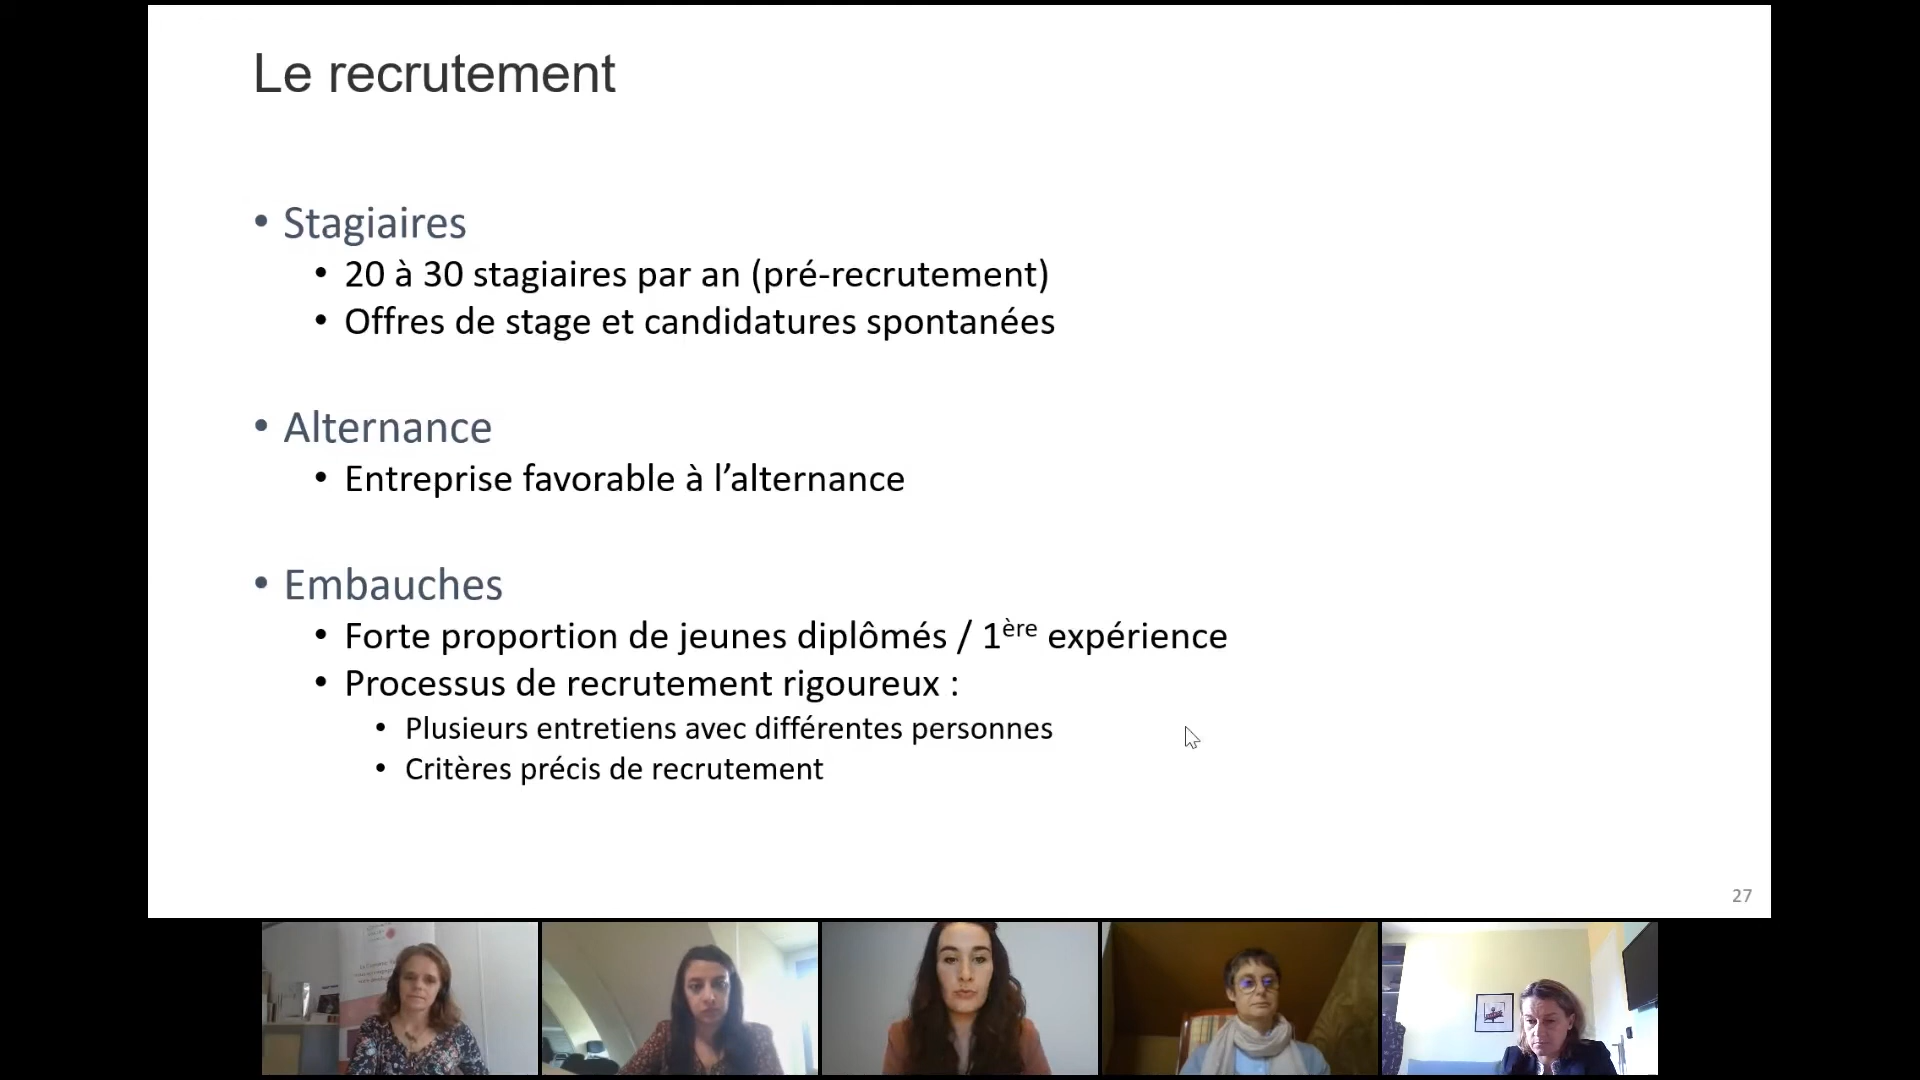 Le recrutement
• Stagiaires
• 20 à 30 stagiaires par an (pré-recrutement)
• Offres de stage et candidatures spontanées
• Alternance
• Entreprise favorable à l’alternance
• Embauches
• Forte proportion de jeunes diplômés / 1ère expérience
• Processus de recrutement rigoureux :
• Plusieurs entretiens avec différentes personnes
• Critères précis de recrutement
27